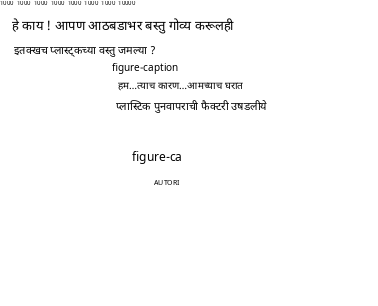 1000 1000 1000 1000 1000 1000 1000 10000
हे काय ! आपण आठबडाभर बस्तु गोव्य करूलही
इतक्खच प्लास्ट्कच्या वस्तु जमल्या ?
figure-caption
हम...त्याच कारण...आमच्याच घरात
प्लास्टिक पुनवापराची फैक्टरी उषडलीये
figure-ca
AUTORI